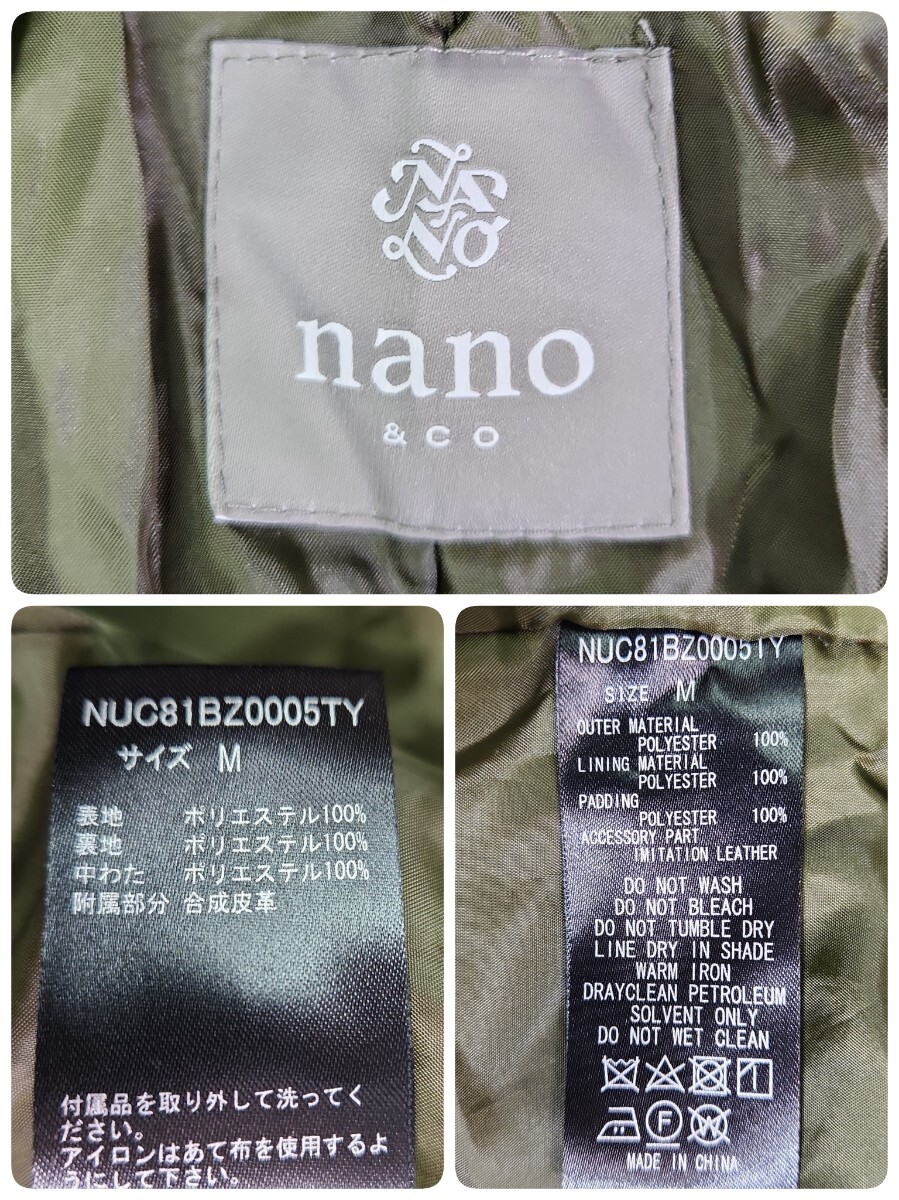 nano
& CO
NUC81BZ0005TY
サイズ M
表地 ポリエステル100%
裏地 ポリエステル100%
中わた ポリエステル100%
附属部分 合成皮革
付属品を取り外して洗ってく
ださい。
アイロンはあて布を使用するよ
うにして下さい。
NUC81BZ0005TY
SIZE M
OUTER MATERIAL
POLYESTER 100%
LINING MATERIAL
POLYESTER 100%
PADDING
POLYESTER 100%
ACCESSORY PART
IMITATION LEATHER
DO NOT WASH
DO NOT BLEACH
DO NOT TUMBLE DRY
LINE DRY IN SHADE
WARM IRON
DRAYCLEAN PETROLEUM
SOLVENT ONLY
DO NOT WET CLEAN
F W
MADE IN CHINA